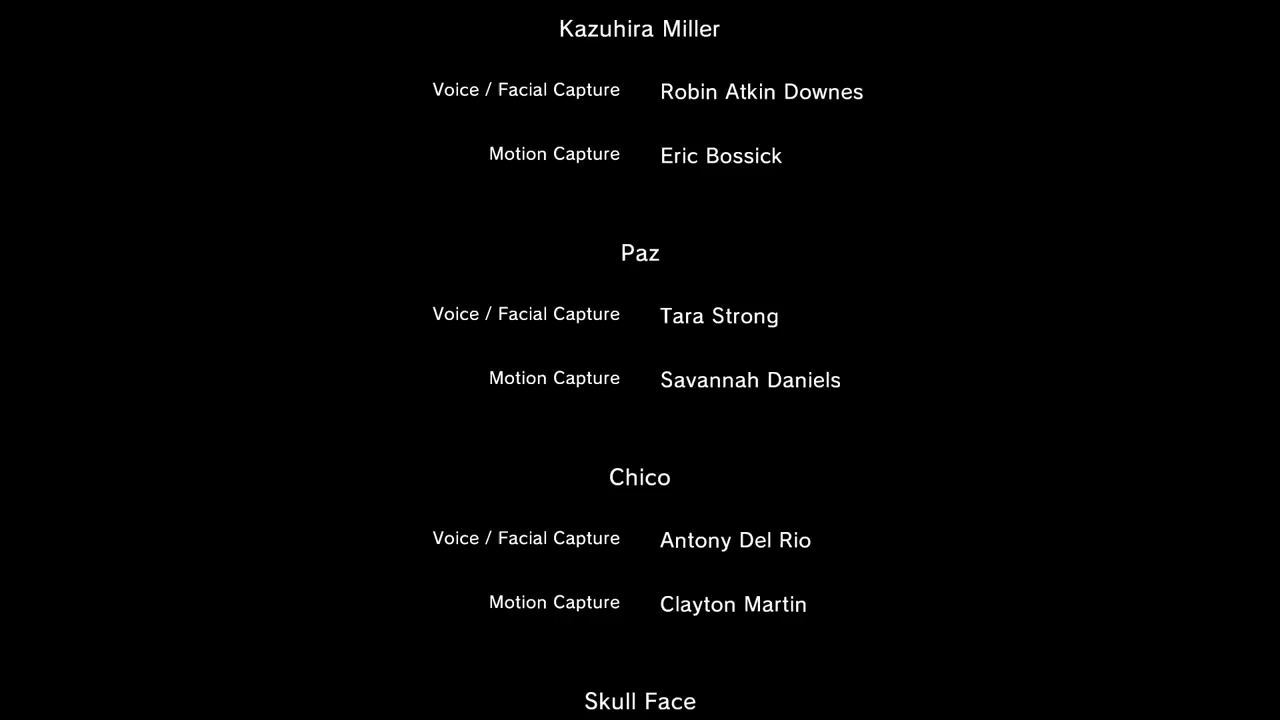 Kazuhira Miller
Voice / Facial Capture Robin Atkin Downes
Motion Capture Eric Bossick
Paz
Voice / Facial Capture Tara Strong
Motion Capture Savannah Daniels
Chico
Voice / Facial Capture Antony Del Rio
Motion Capture Clayton Martin
Skull Face